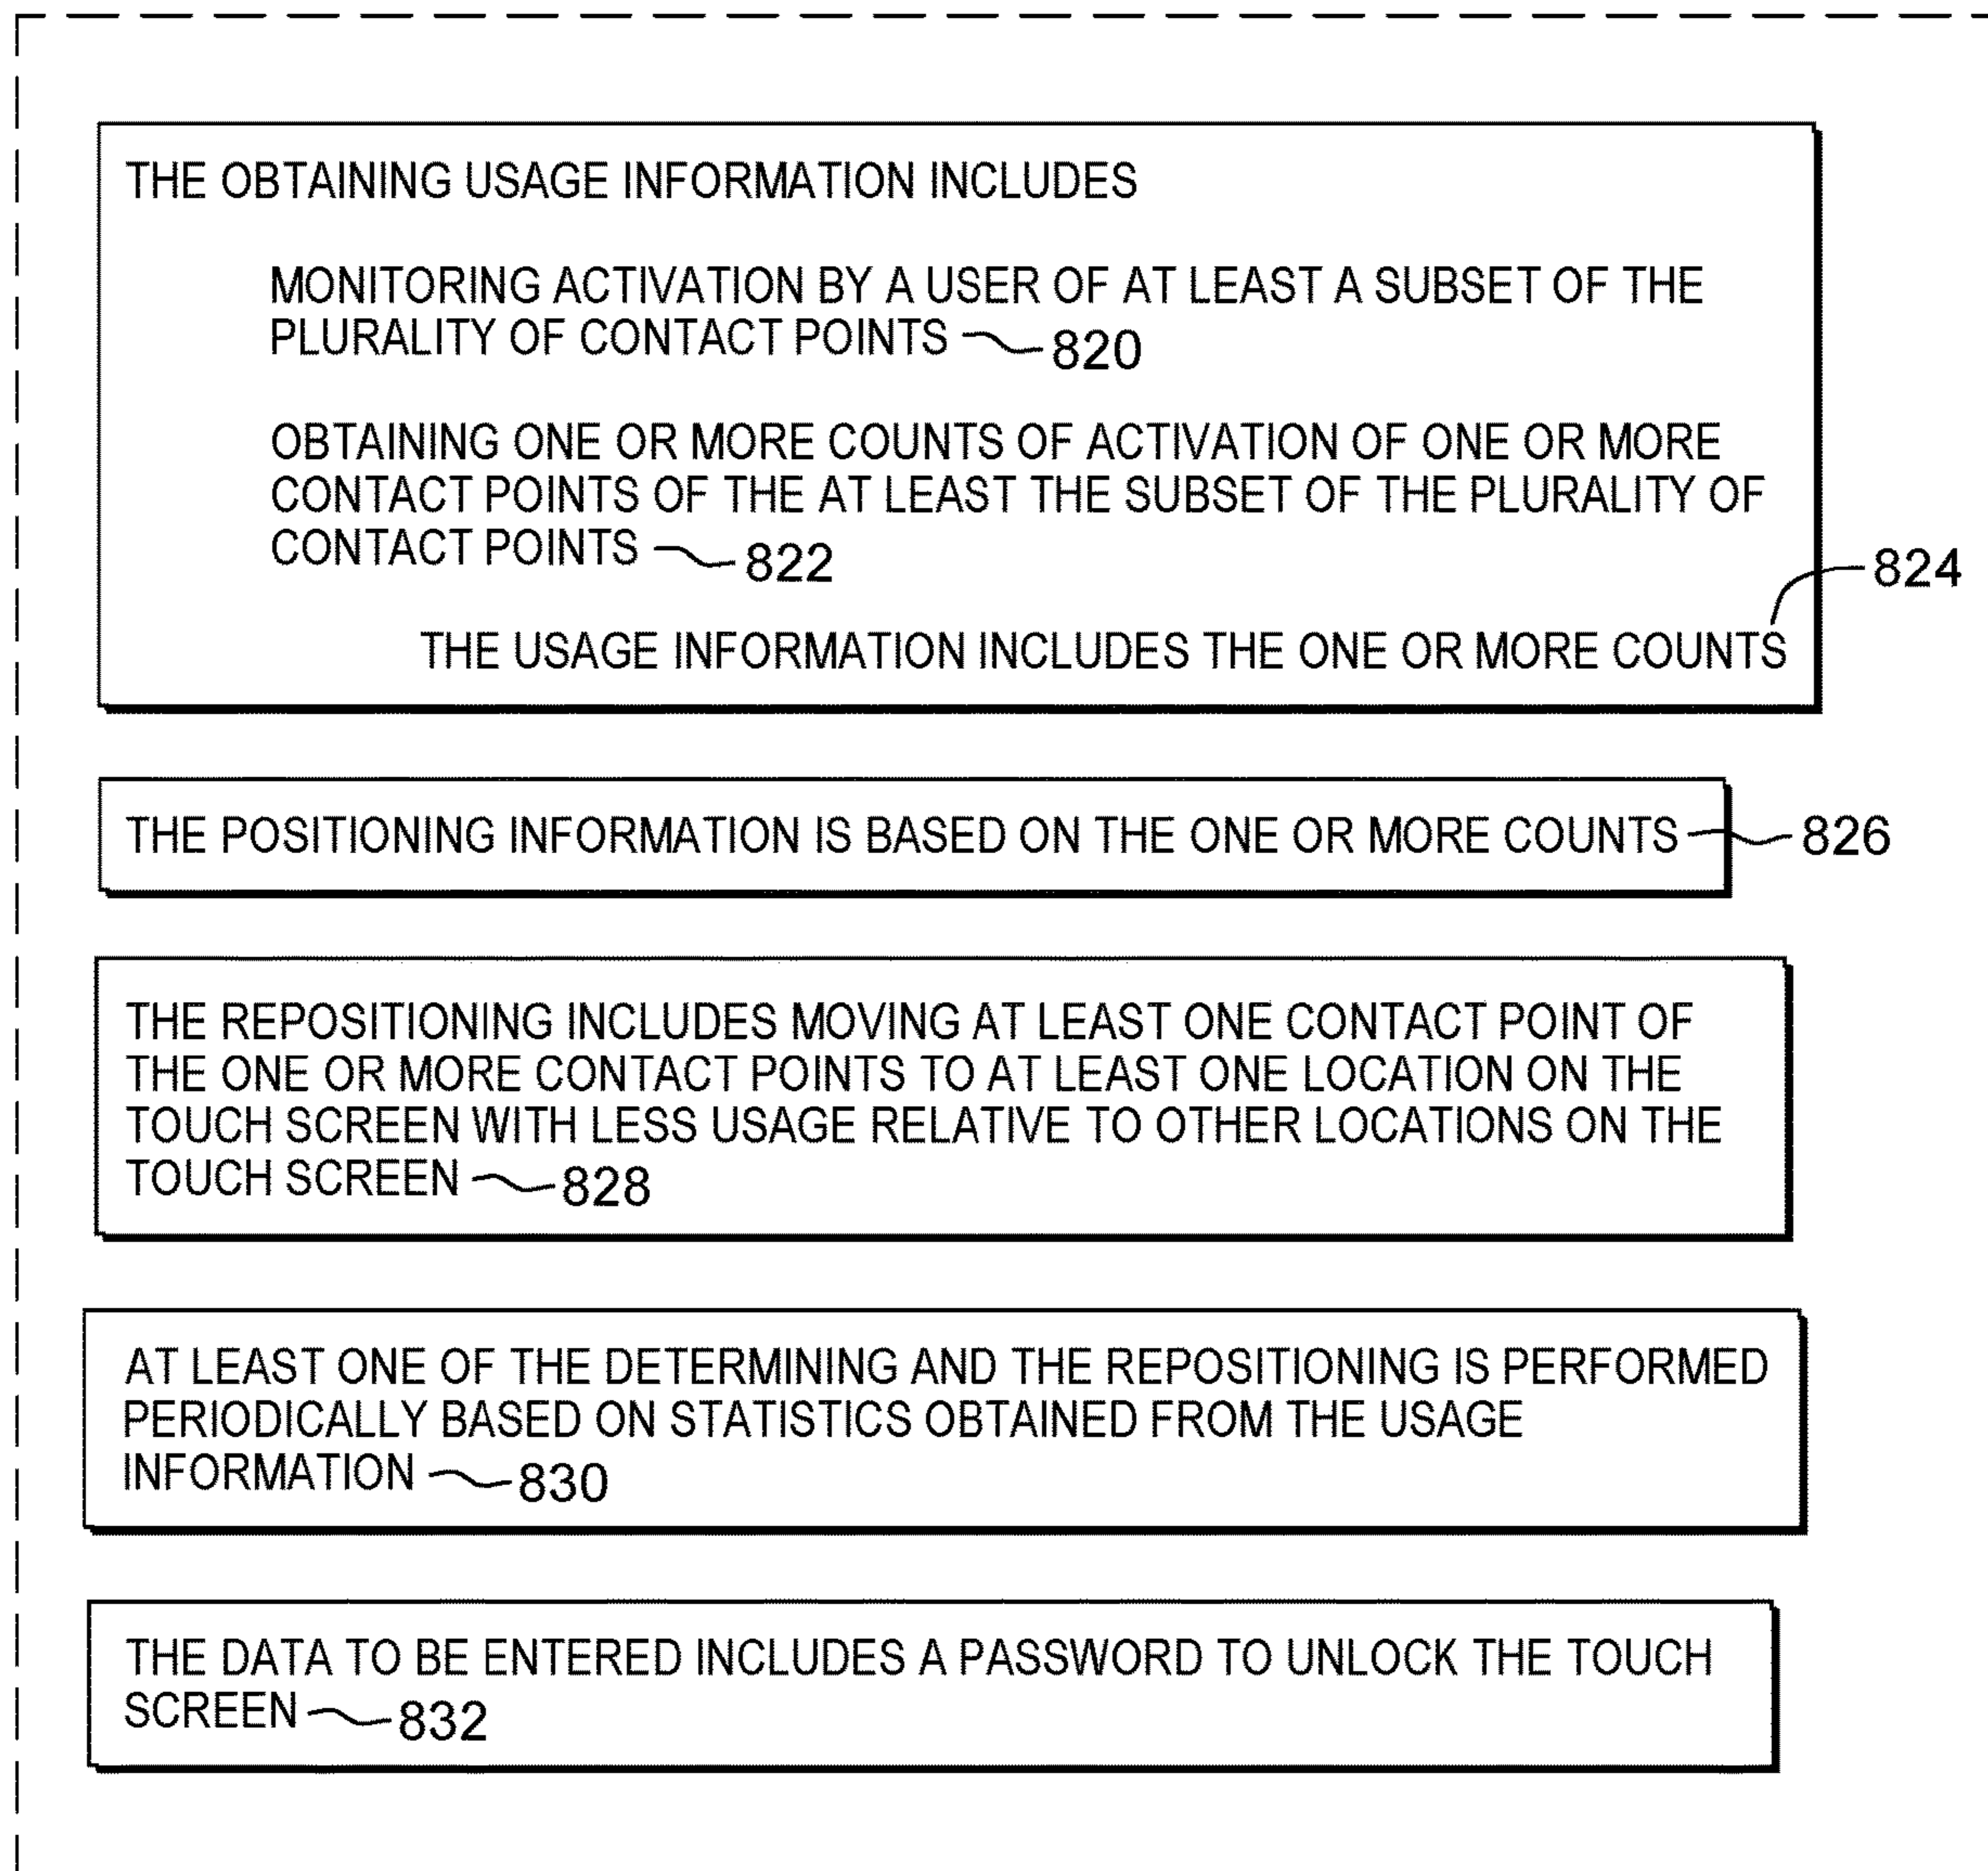 THE OBTAINING USAGE INFORMATION INCLUDES
MONITORING ACTIVATION BY A USER OF AT LEAST A SUBSET OF THE
PLURALITY OF CONTACT POINTS 820
OBTAINING ONE OR MORE COUNTS OF ACTIVATION OF ONE OR MORE
CONTACT POINTS OF THE AT LEAST THE SUBSET OF THE PLURALITY OF
CONTACT POINTS 822
824
THE USAGE INFORMATION INCLUDES THE ONE OR MORE COUNTS
THE POSITIONING INFORMATION IS BASED ON THE ONE OR MORE COUNTS 826
THE REPOSITIONING INCLUDES MOVING AT LEAST ONE CONTACT POINT OF
THE ONE OR MORE CONTACT POINTS TO AT LEAST ONE LOCATION ON THE
TOUCH SCREEN WITH LESS USAGE RELATIVE TO OTHER LOCATIONS ON THE
TOUCH SCREEN 828
AT LEAST ONE OF THE DETERMINING AND THE REPOSITIONING IS PERFORMED
PERIODICALLY BASED ON STATISTICS OBTAINED FROM THE USAGE
INFORMATION 830
THE DATA TO BE ENTERED INCLUDES A PASSWORD TO UNLOCK THE TOUCH
SCREEN 832